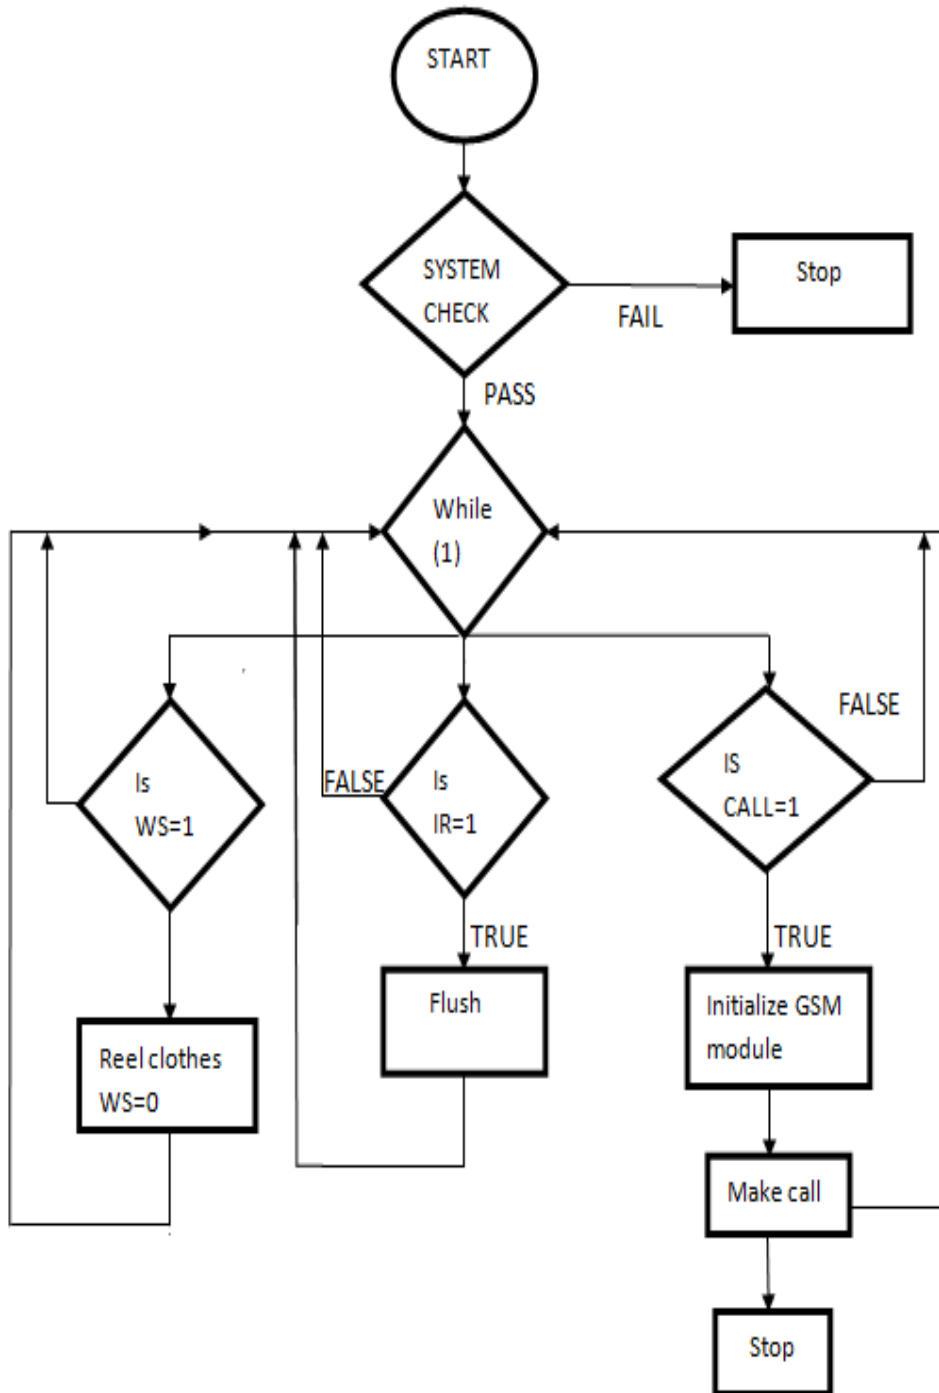 START
SYSTEM
CHECK
Stop
FAIL
PASS
While
(1)
FALSE
Is
WS=1
FALSE
Is
IR=1
IS
CALL=1
TRUE
TRUE
Flush
Initialize GSM
module
Reel clothes
WS=0
Make call
Stop